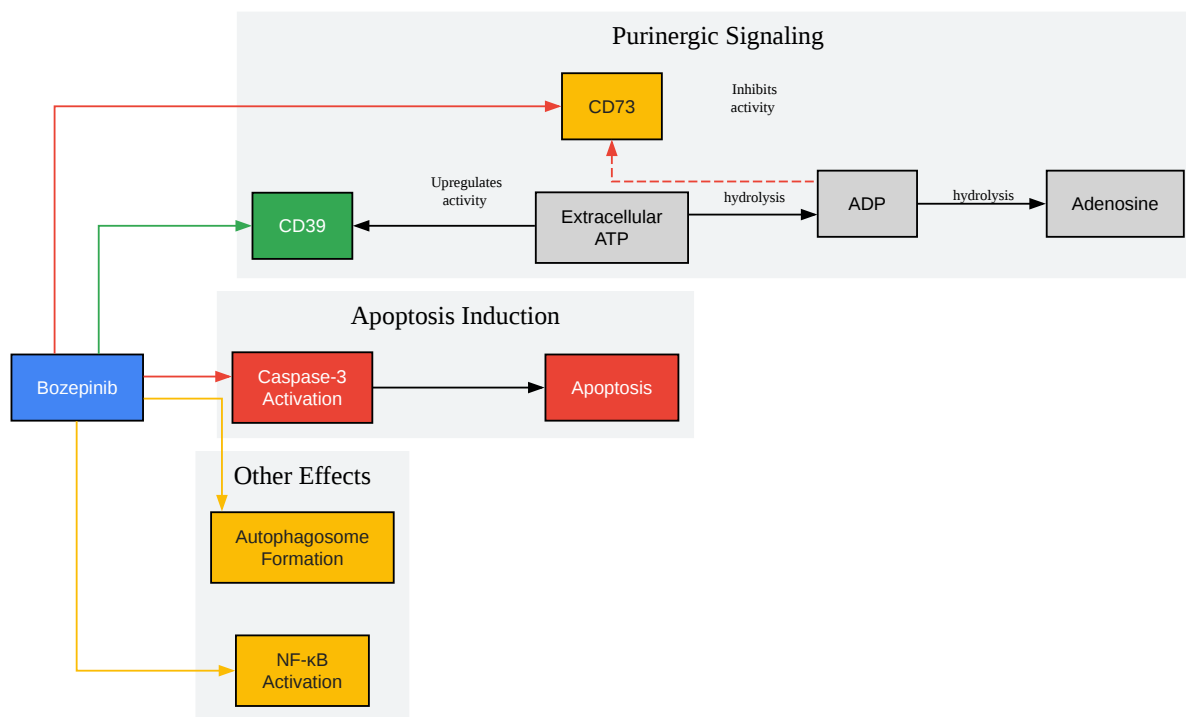 Purinergic Signaling
CD73
Inhibits
activity
Upregulates
activity
CD39
Extracellular
ATP
hydrolysis
ADP
hydrolysis
Adenosine
Apoptosis Induction
Bozepinib
Caspase-3
Activation
Apoptosis
Other Effects
Autophagosome
Formation
NF-κB
Activation